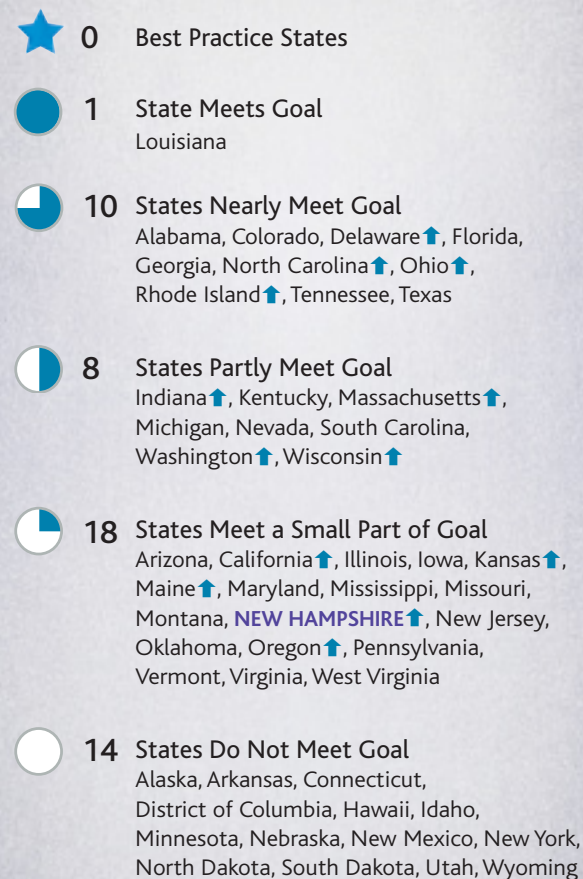 0 Best Practice States
1 State Meets Goal
Louisiana
10 States Nearly Meet Goal
Alabama, Colorado, Delaware⬆, Florida,
Georgia, North Carolina⬆, Ohio⬆,
Rhode Island⬆, Tennessee, Texas
8 States Partly Meet Goal
Indiana⬆, Kentucky, Massachusetts⬆,
Michigan, Nevada, South Carolina,
Washington⬆, Wisconsin⬆
18 States Meet a Small Part of Goal
Arizona, California⬆, Illinois, Iowa, Kansas⬆,
Maine⬆, Maryland, Mississippi, Missouri,
Montana, NEW HAMPSHIRE⬆, New Jersey,
Oklahoma, Oregon⬆, Pennsylvania,
Vermont, Virginia, West Virginia
14 States Do Not Meet Goal
Alaska, Arkansas, Connecticut,
District of Columbia, Hawaii, Idaho,
Minnesota, Nebraska, New Mexico, New York,
North Dakota, South Dakota, Utah, Wyoming